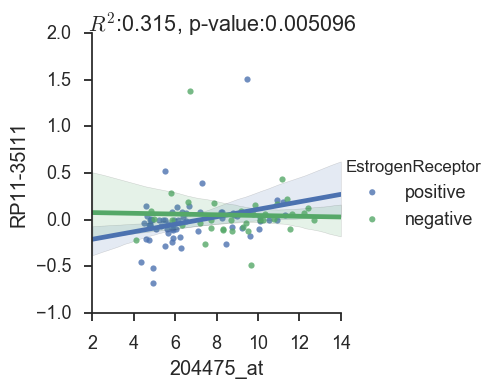 R²:0.315, p-value:0.005096
2.0
1.5
1.0
0.5
0.0
−0.5
−1.0
RP11-35I11
2 4 6 8 10 12 14
204475_at
EstrogenReceptor
positive
negative